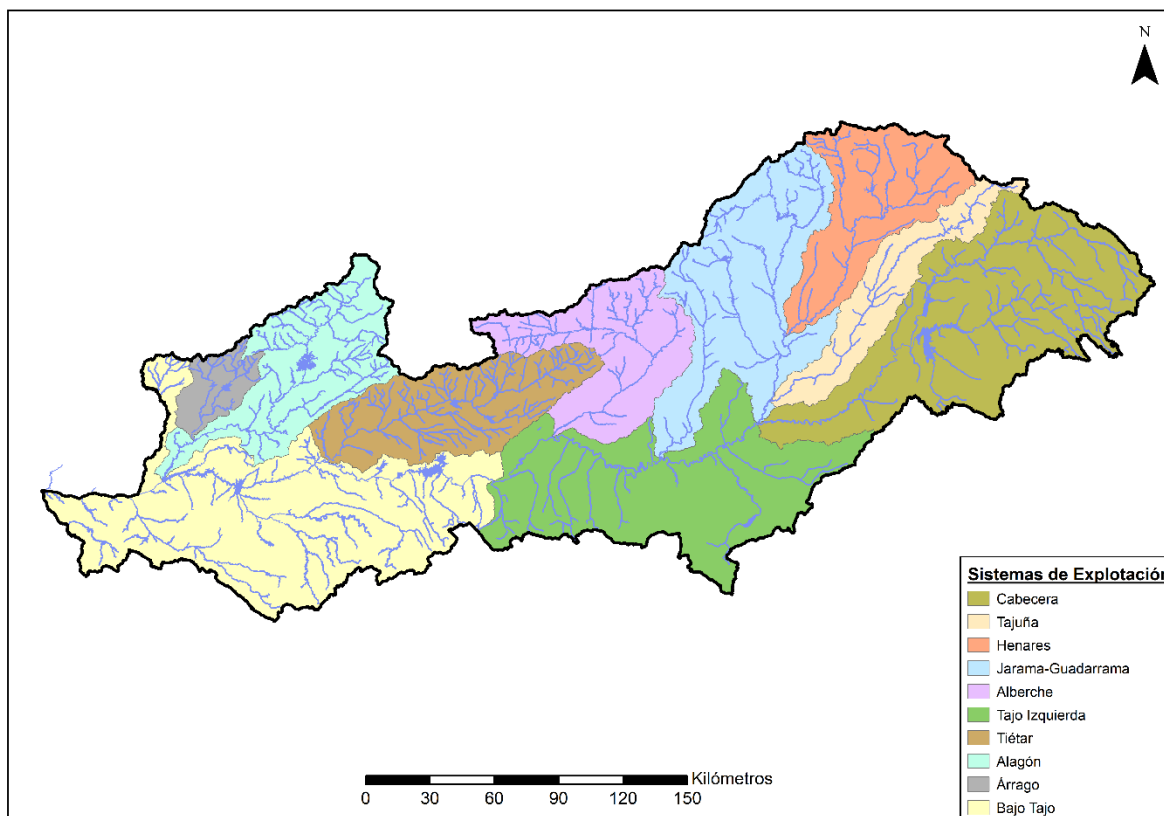 N
Sistemas de Explotación
Cabecera
Tajuña
Henares
Jarama-Guadarrama
Alberche
Tajo Izquierda
Tiétar
Alagón
Árrago
Bajo Tajo
Kilómetros
0 30 60 90 120 150